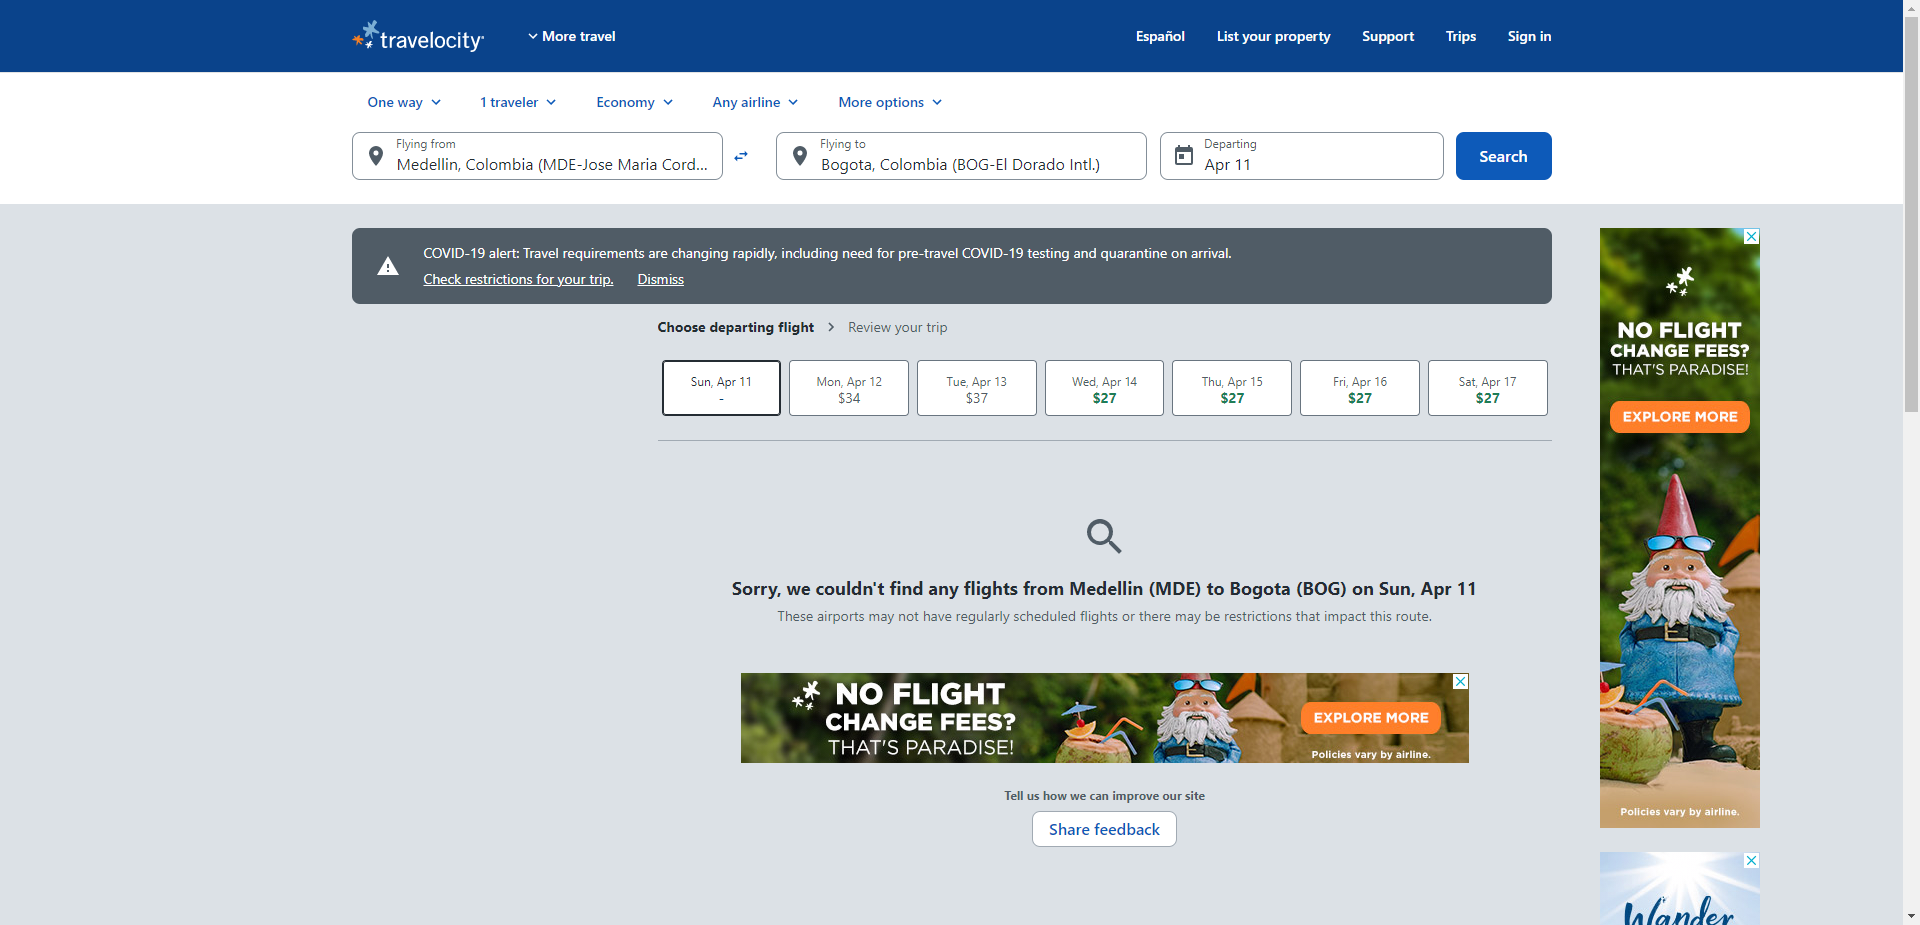 travelocity
More travel
Español
List your property
Support
Trips
Sign in
One way
1 traveler
Economy
Any airline
More options
Flying from
Medellin, Colombia (MDE-Jose Maria Cord...
Flying to
Bogota, Colombia (BOG-El Dorado Intl.)
Departing
Apr 11
Search
COVID-19 alert: Travel requirements are changing rapidly, including need for pre-travel COVID-19 testing and quarantine on arrival.
Check restrictions for your trip.
Dismiss
Choose departing flight
Review your trip
Sun, Apr 11
-
Mon, Apr 12
$34
Tue, Apr 13
$37
Wed, Apr 14
$27
Thu, Apr 15
$27
Fri, Apr 16
$27
Sat, Apr 17
$27
Sorry, we couldn't find any flights from Medellin (MDE) to Bogota (BOG) on Sun, Apr 11
These airports may not have regularly scheduled flights or there may be restrictions that impact this route.
NO FLIGHT
CHANGE FEES?
THAT'S PARADISE!
EXPLORE MORE
Policies vary by airline.
Tell us how we can improve our site
Share feedback
NO FLIGHT
CHANGE FEES?
THAT'S PARADISE!
EXPLORE MORE
Policies vary by airline.
Wander